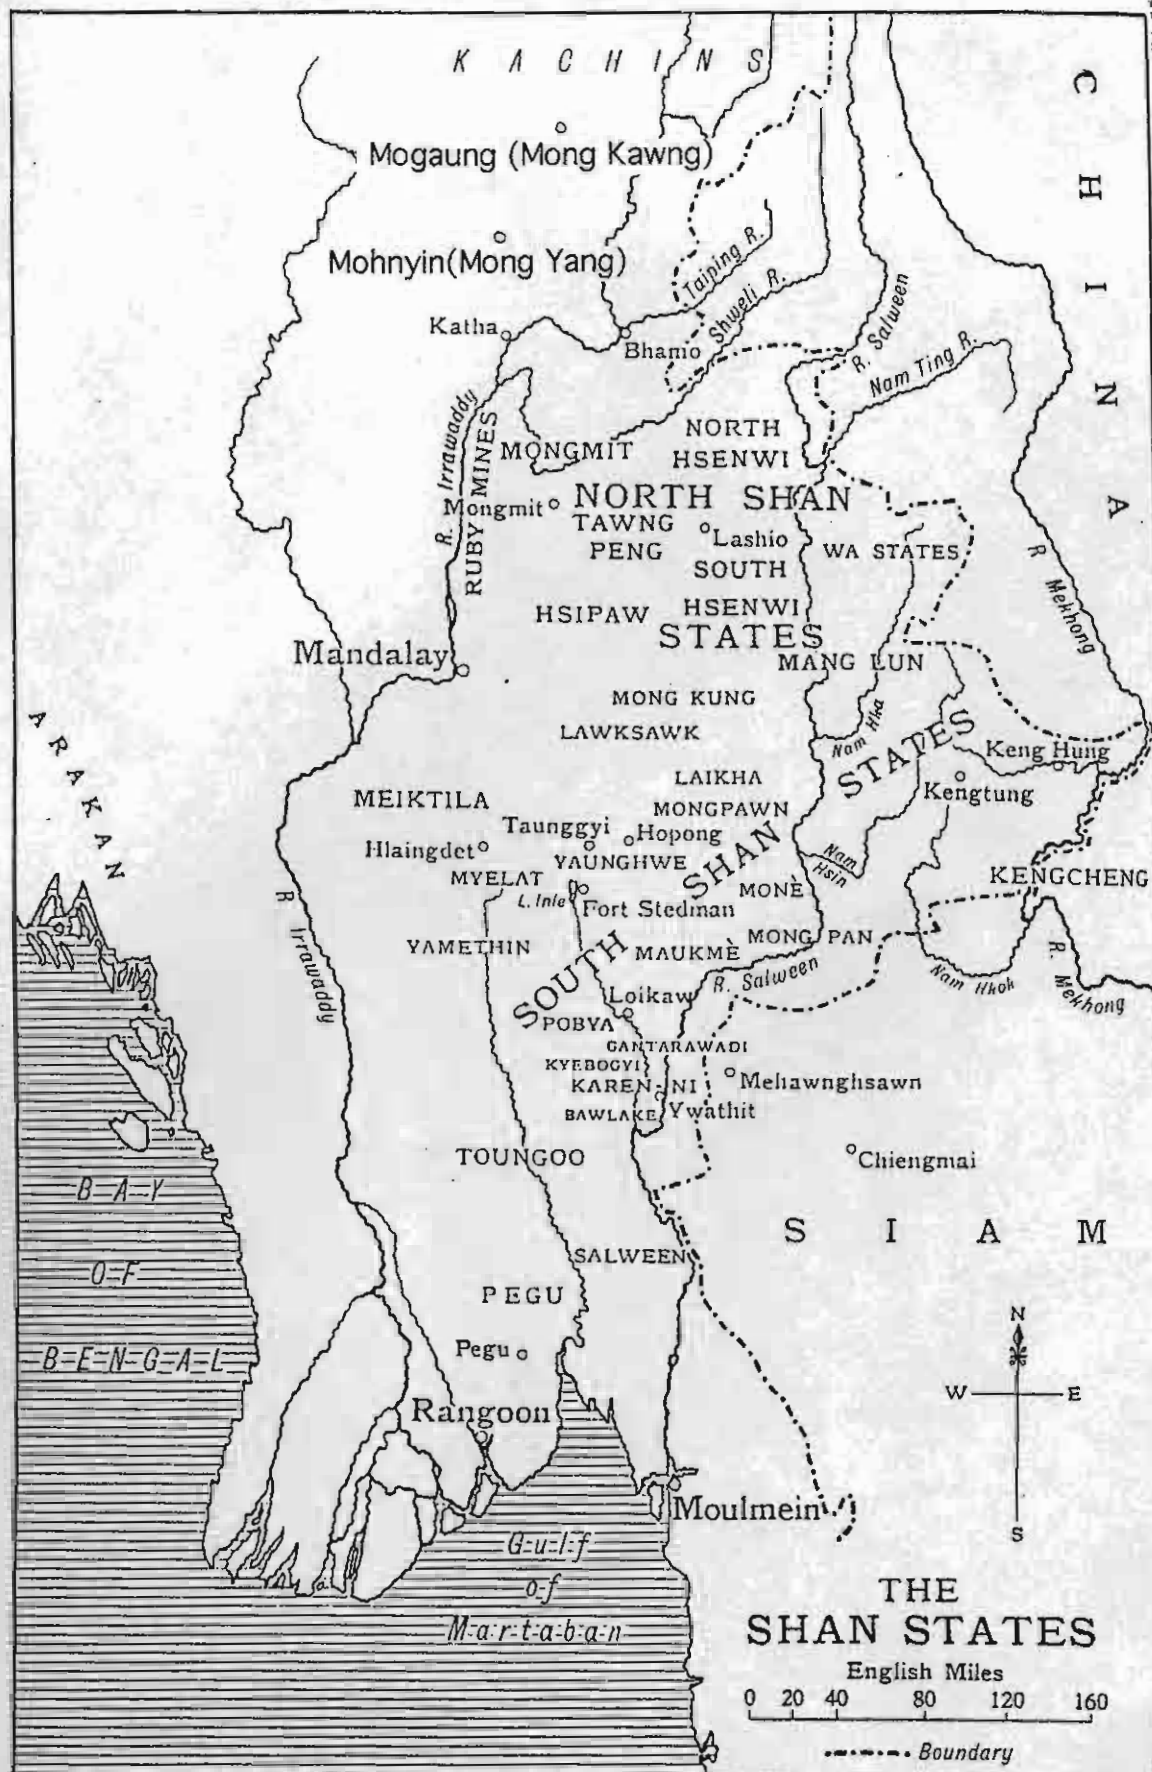 KACHINS
CHINA
Mogaung (Mong Kawng)
Mohnyin(Mong Yang)
Taiping R.
Shweli R.
R. Salween
Katha
Bhamo
Nam Ting R.
R. Irrawaddy
RUBY MINES
MONGMIT
NORTH
HSENWI
Mongmit
NORTH SHAN
TAWNG
PENG
Lashio
WA STATES
SOUTH
HSENWI
R Mekhong
HSIPAW
STATES
Mandalay
MANG LUN
MONG KUNG
LAWKSAWK
Nam Hka
STATES
Keng Hung
ARAKAN
LAIKHA
Kengtung
MEIKTILA
MONGPAWN
Taunggyi
Hopong
Hlaingdet
YAUNGHWE
SHAN
Nam
Hsin
MYELAT
MONÈ
KENGCHENG
L. Inle
Fort Stedman
R Irrawaddy
YAMETHIN
SOUTH
MAUKMÈ
MONG PAN
R. Salween
Nam Hkok
R. Mekhong
Loikaw
POBYA
GANTARAWADI
KYEBOGYI
KAREN-NI
Mehawnghsawn
BAWLAKE
Ywathit
TOUNGOO
Chiengmai
BAY
OF
BENGAL
SIAM
SALWEEN
PEGU
Pegu
N
W
E
S
Rangoon
Moulmein
Gulf
of
Martaban
THE
SHAN STATES
English Miles
0 20 40 80 120 160
Boundary